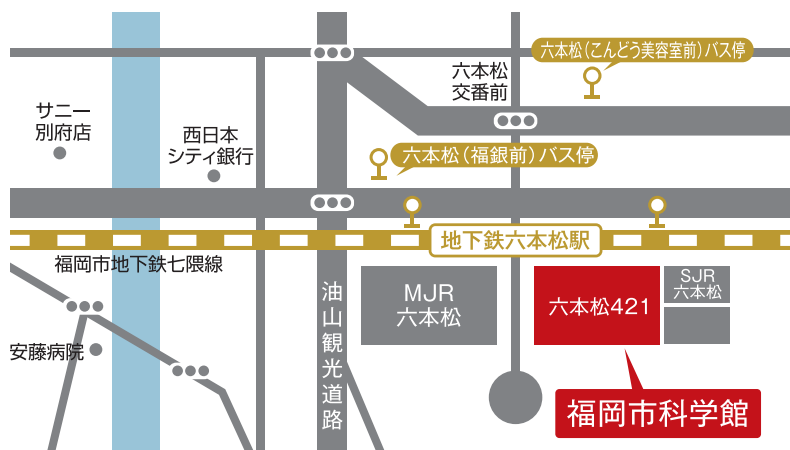 六本松(こんどう美容室前)バス停
六本松
交番前
サニー
別府店
西日本
シティ銀行
六本松(福銀前)バス停
地下鉄六本松駅
福岡市地下鉄七隈線
油山観光道路
MJR
六本松
六本松421
SJR
六本松
安藤病院
福岡市科学館